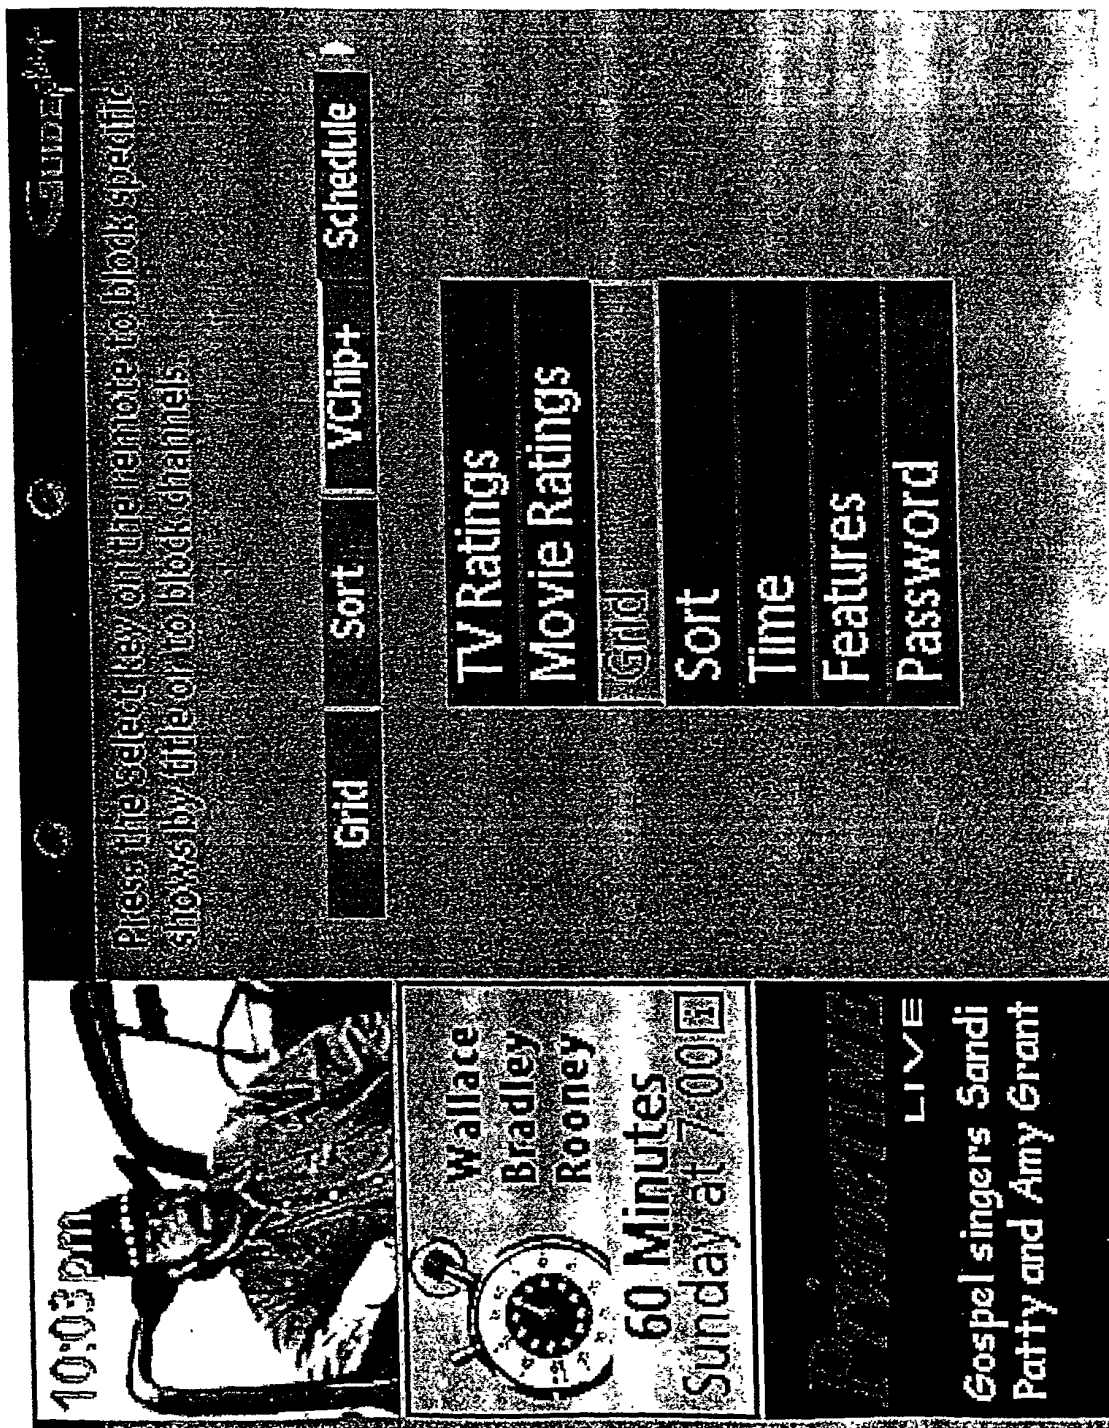 10:03pm
Wallace
Bradley
Rooney
60 Minutes
Sunday at 7:00
Primetime
LIVE
Gospel singers Sandi
Patty and Amy Grant
Press the select key on the remote to block specific
shows by title or to block channels
Grid Sort VChip+ Schedule
TV Ratings
Movie Ratings
Grid
Sort
Time
Features
Password